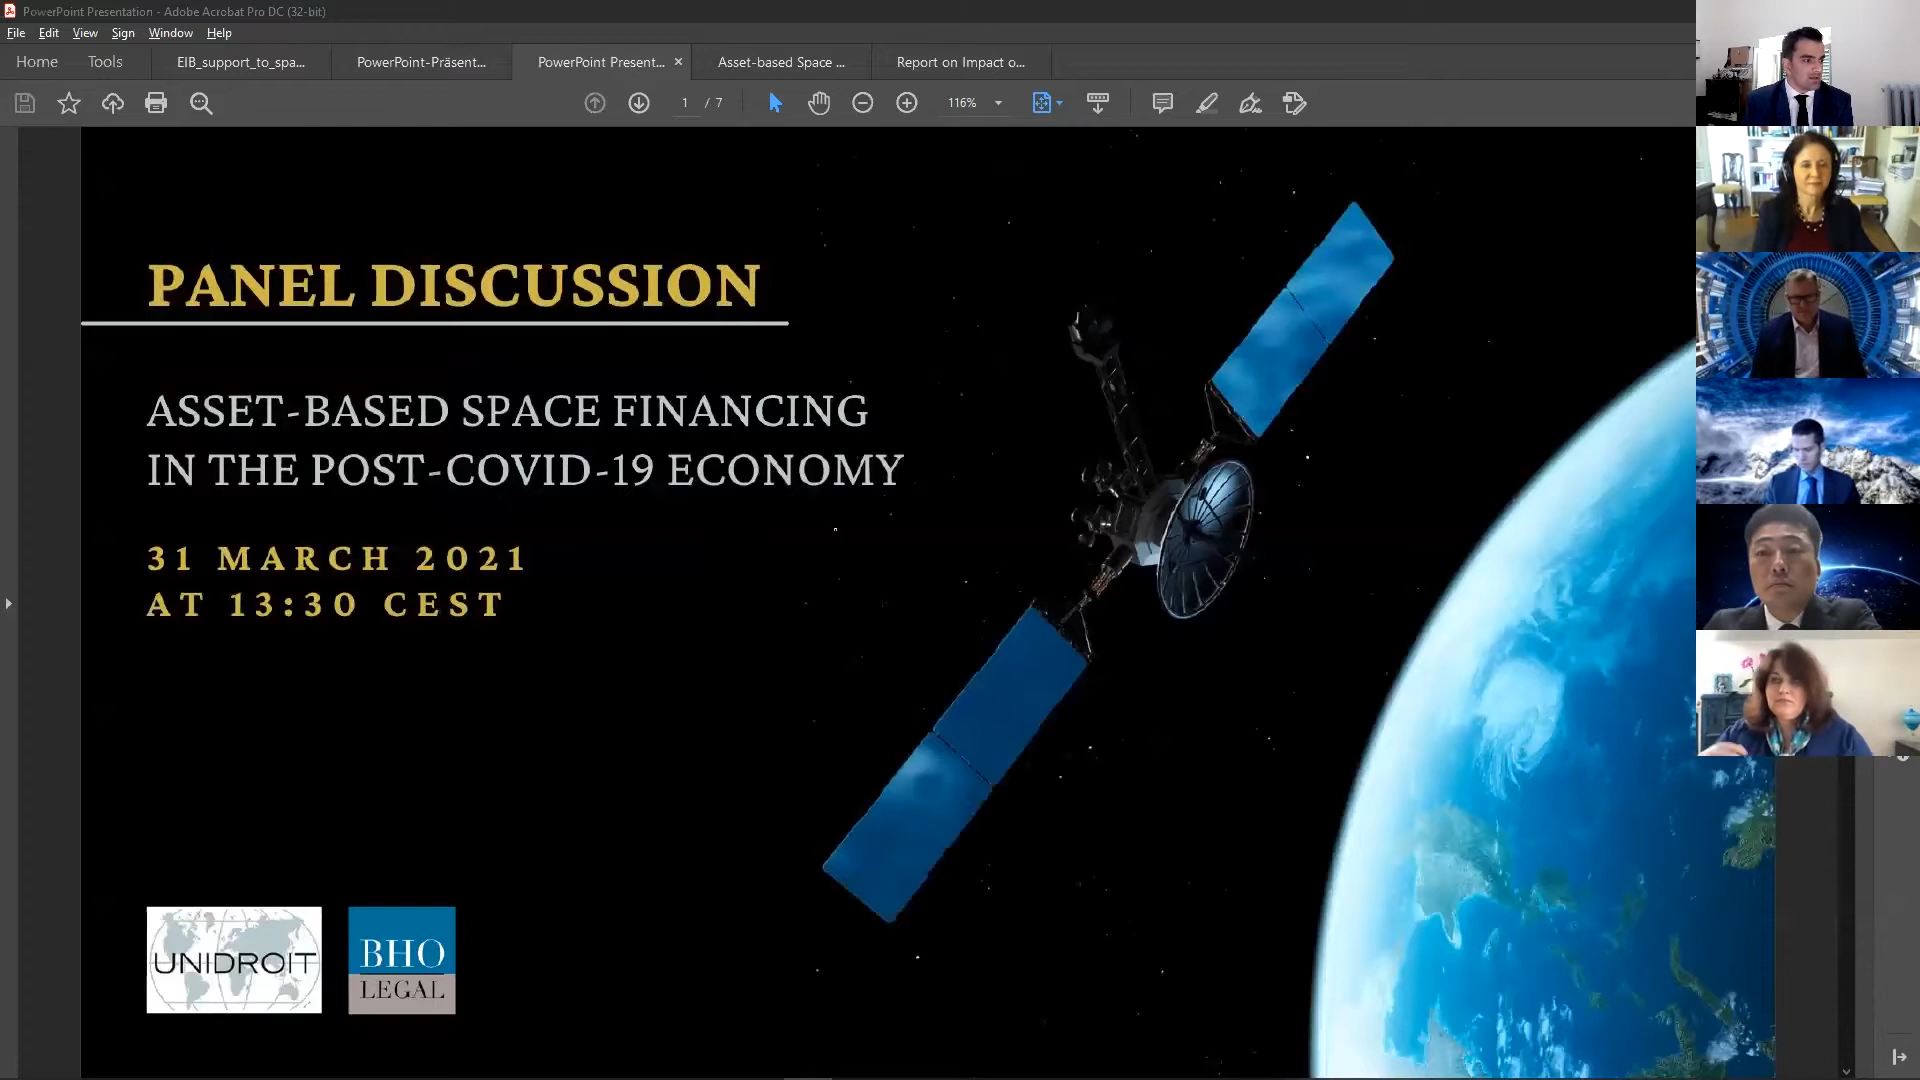 PowerPoint Presentation - Adobe Acrobat Pro DC (32-bit)
File Edit View Sign Window Help
Home Tools EIB_support_to_spa... PowerPoint-Präsent... PowerPoint Present... × Asset-based Space ... Report on Impact o...
1 / 7 116%
PANEL DISCUSSION
ASSET-BASED SPACE FINANCING
IN THE POST-COVID-19 ECONOMY
31 MARCH 2021
AT 13:30 CEST
UNIDROIT
BHO
LEGAL